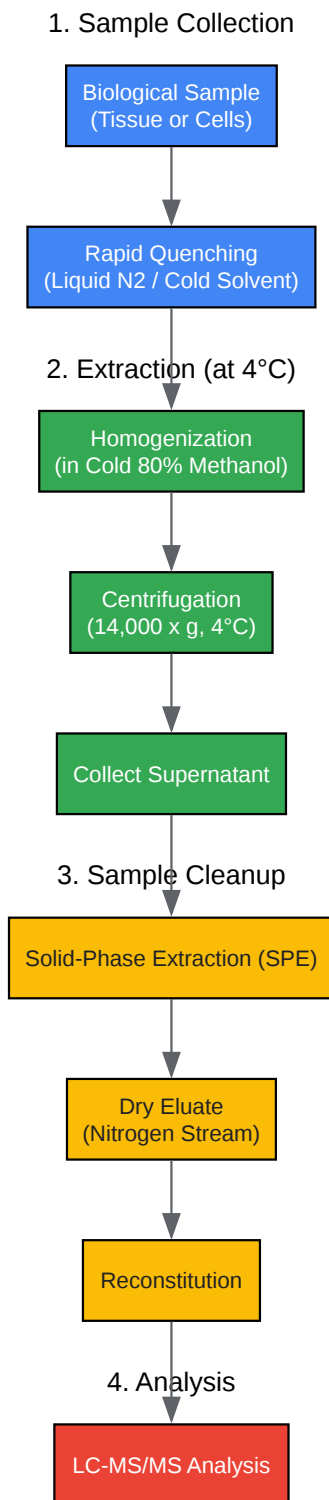 1. Sample Collection
Biological Sample
(Tissue or Cells)
Rapid Quenching
(Liquid N2 / Cold Solvent)
2. Extraction (at 4°C)
Homogenization
(in Cold 80% Methanol)
Centrifugation
(14,000 x g, 4°C)
Collect Supernatant
3. Sample Cleanup
Solid-Phase Extraction (SPE)
Dry Eluate
(Nitrogen Stream)
Reconstitution
4. Analysis
LC-MS/MS Analysis